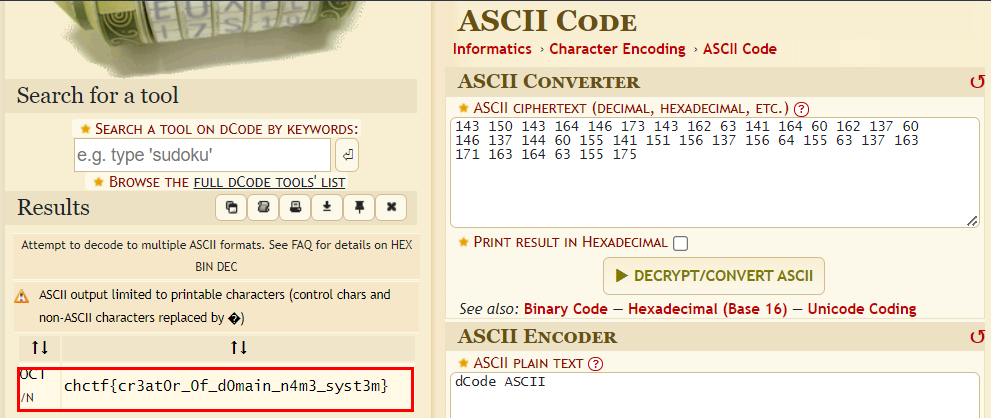 Search for a tool
★ SEARCH A TOOL ON DCODE BY KEYWORDS:
e.g. type 'sudoku'
★ BROWSE THE FULL DCODE TOOLS' LIST
Results
Attempt to decode to multiple ASCII formats. See FAQ for details on HEX
BIN DEC
ASCII output limited to printable characters (control chars and
non-ASCII characters replaced by �)
↑↓ ↑↓
OCT
/N
chctf{cr3at0r_0f_d0main_n4m3_syst3m}
ASCII CODE
Informatics › Character Encoding › ASCII Code
ASCII CONVERTER
★ ASCII CIPHERTEXT (DECIMAL, HEXADECIMAL, ETC.) ?
143 150 143 164 146 173 143 162 63 141 164 60 162 137 60
146 137 144 60 155 141 151 156 137 156 64 155 63 137 163
171 163 164 63 155 175
★ PRINT RESULT IN HEXADECIMAL
▶ DECRYPT/CONVERT ASCII
See also: Binary Code — Hexadecimal (Base 16) — Unicode Coding
ASCII ENCODER
★ ASCII PLAIN TEXT ?
dCode ASCII